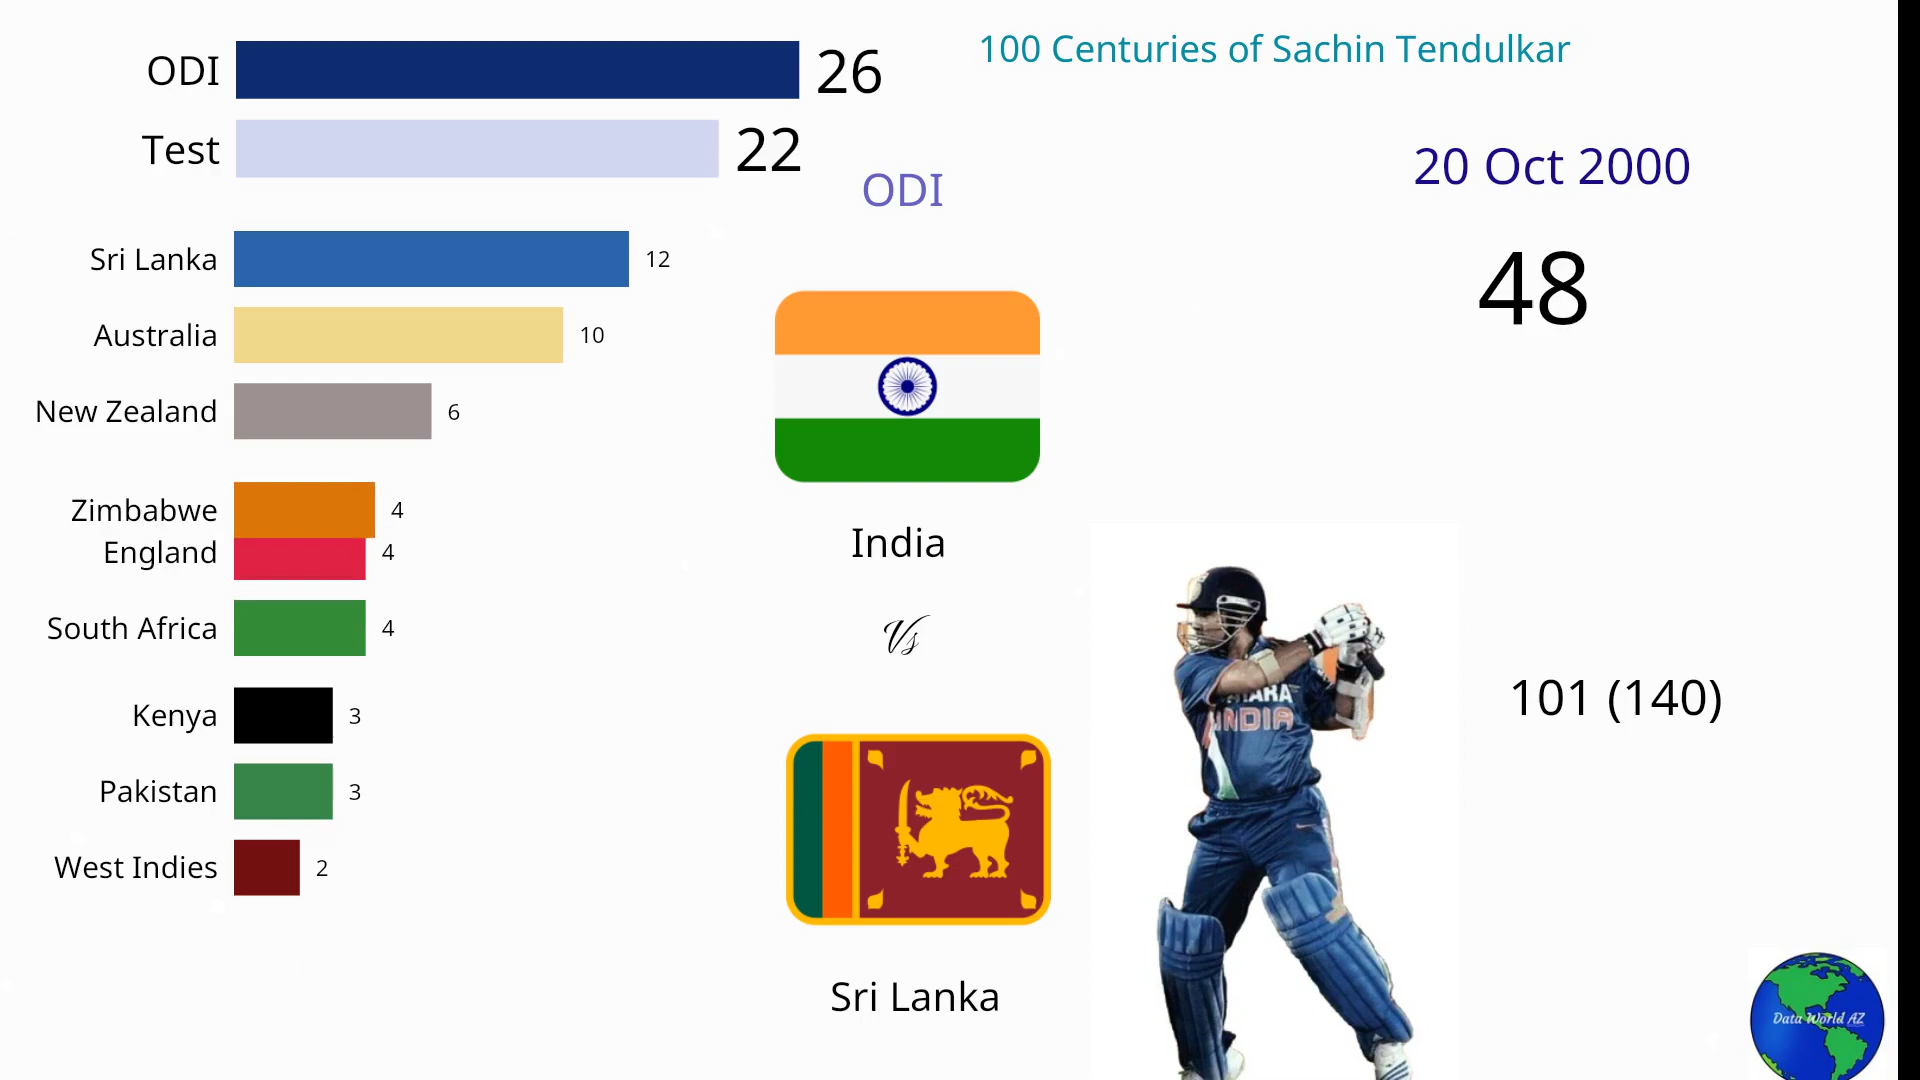 ODI 26
Test 22
100 Centuries of Sachin Tendulkar
20 Oct 2000
48
ODI
Sri Lanka 12
Australia 10
New Zealand 6
Zimbabwe 4
England 4
South Africa 4
Kenya 3
Pakistan 3
West Indies 2
India
Vs
Sri Lanka
INDIA
101 (140)
Data World AZ